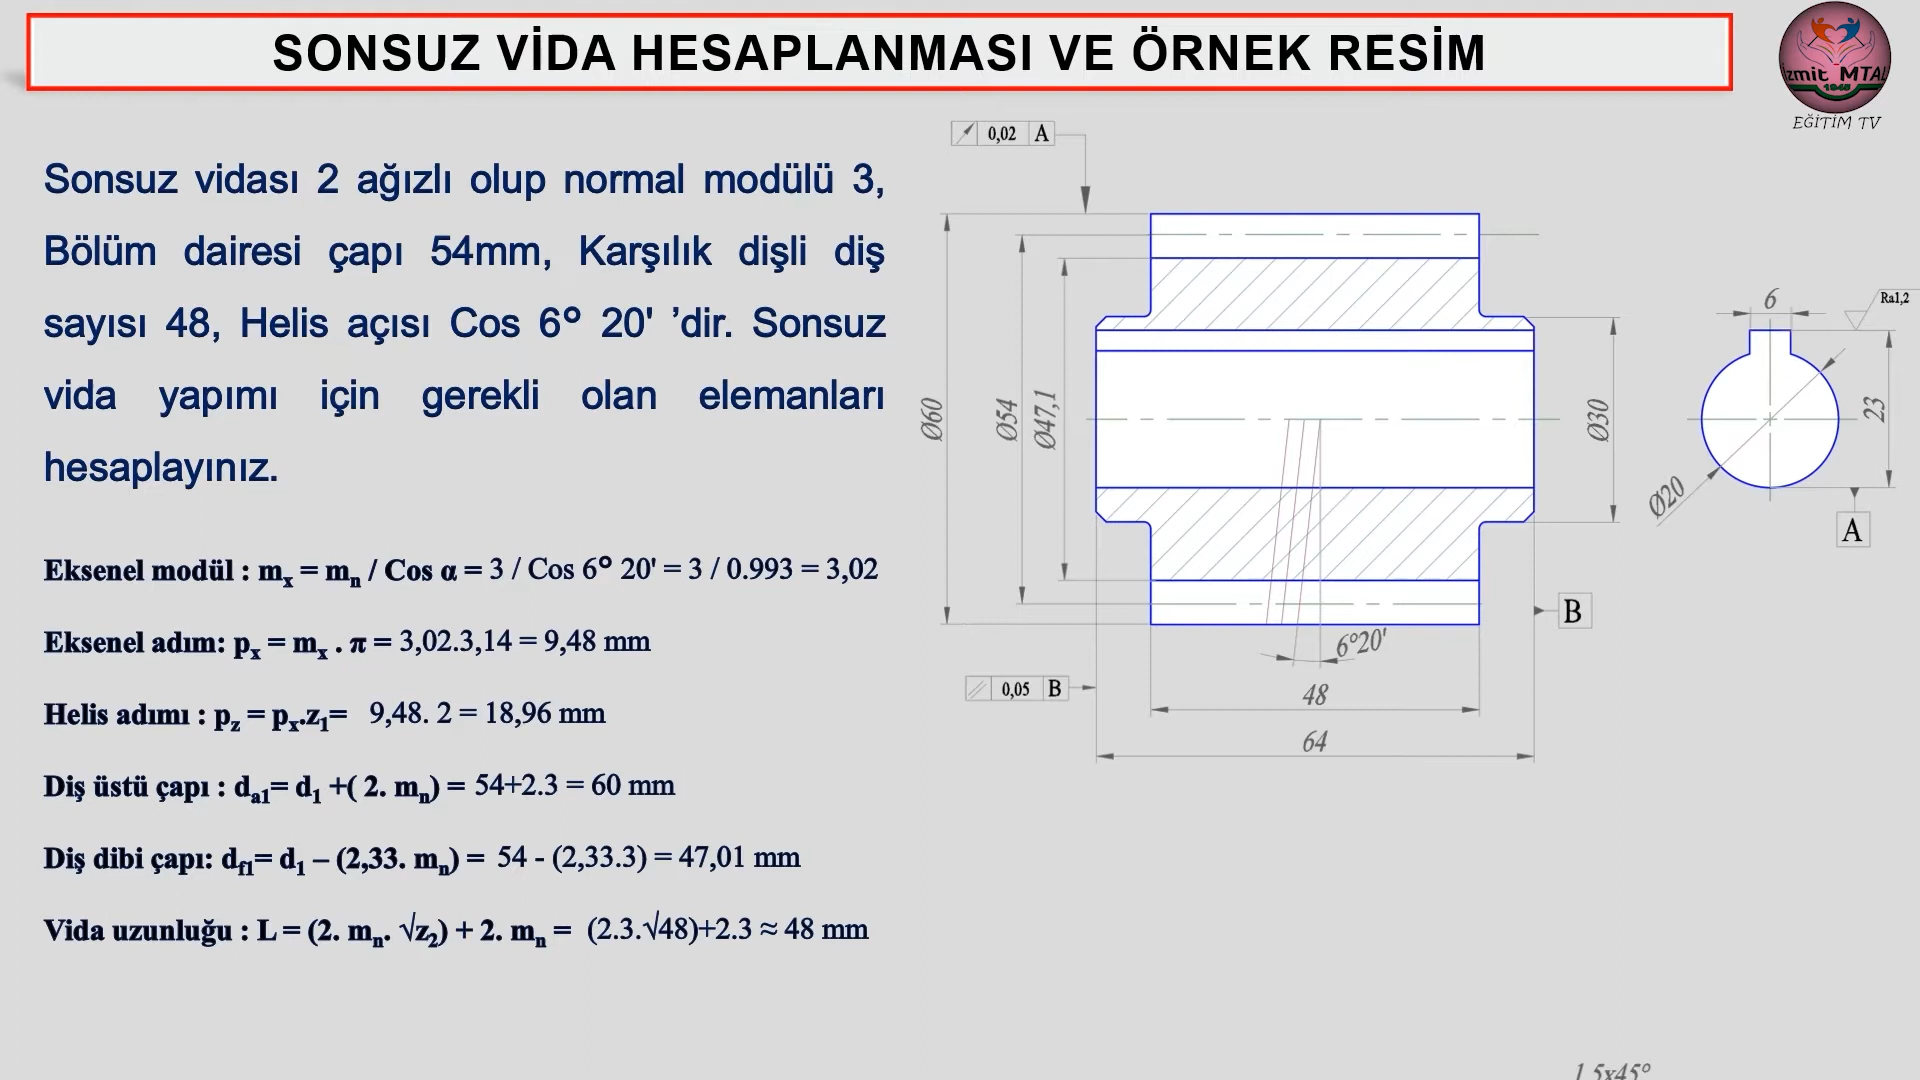 SONSUZ VİDA HESAPLANMASI VE ÖRNEK RESİM
İzmit MTAL
1945
EĞİTİM TV
Sonsuz vidası 2 ağızlı olup normal modülü 3,
Bölüm dairesi çapı 54mm, Karşılık dişli diş
sayısı 48, Helis açısı Cos 6° 20' ’dir. Sonsuz
vida yapımı için gerekli olan elemanları
hesaplayınız.
Eksenel modül : mx = mn / Cos α = 3 / Cos 6° 20' = 3 / 0.993 = 3,02
Eksenel adım: px = mx . π = 3,02.3,14 = 9,48 mm
Helis adımı : pz = px.z1= 9,48. 2 = 18,96 mm
Diş üstü çapı : da1= d1 +( 2. mn) = 54+2.3 = 60 mm
Diş dibi çapı: df1= d1 – (2,33. mn) = 54 - (2,33.3) = 47,01 mm
Vida uzunluğu : L = (2. mn. √z2) + 2. mn = (2.3.√48)+2.3 ≈ 48 mm
0,02 A
Ø60
Ø54
Ø47,1
Ø30
6°20'
B
0,05 B
48
64
6
Ra1,2
23
Ø20
A
1,5x45°